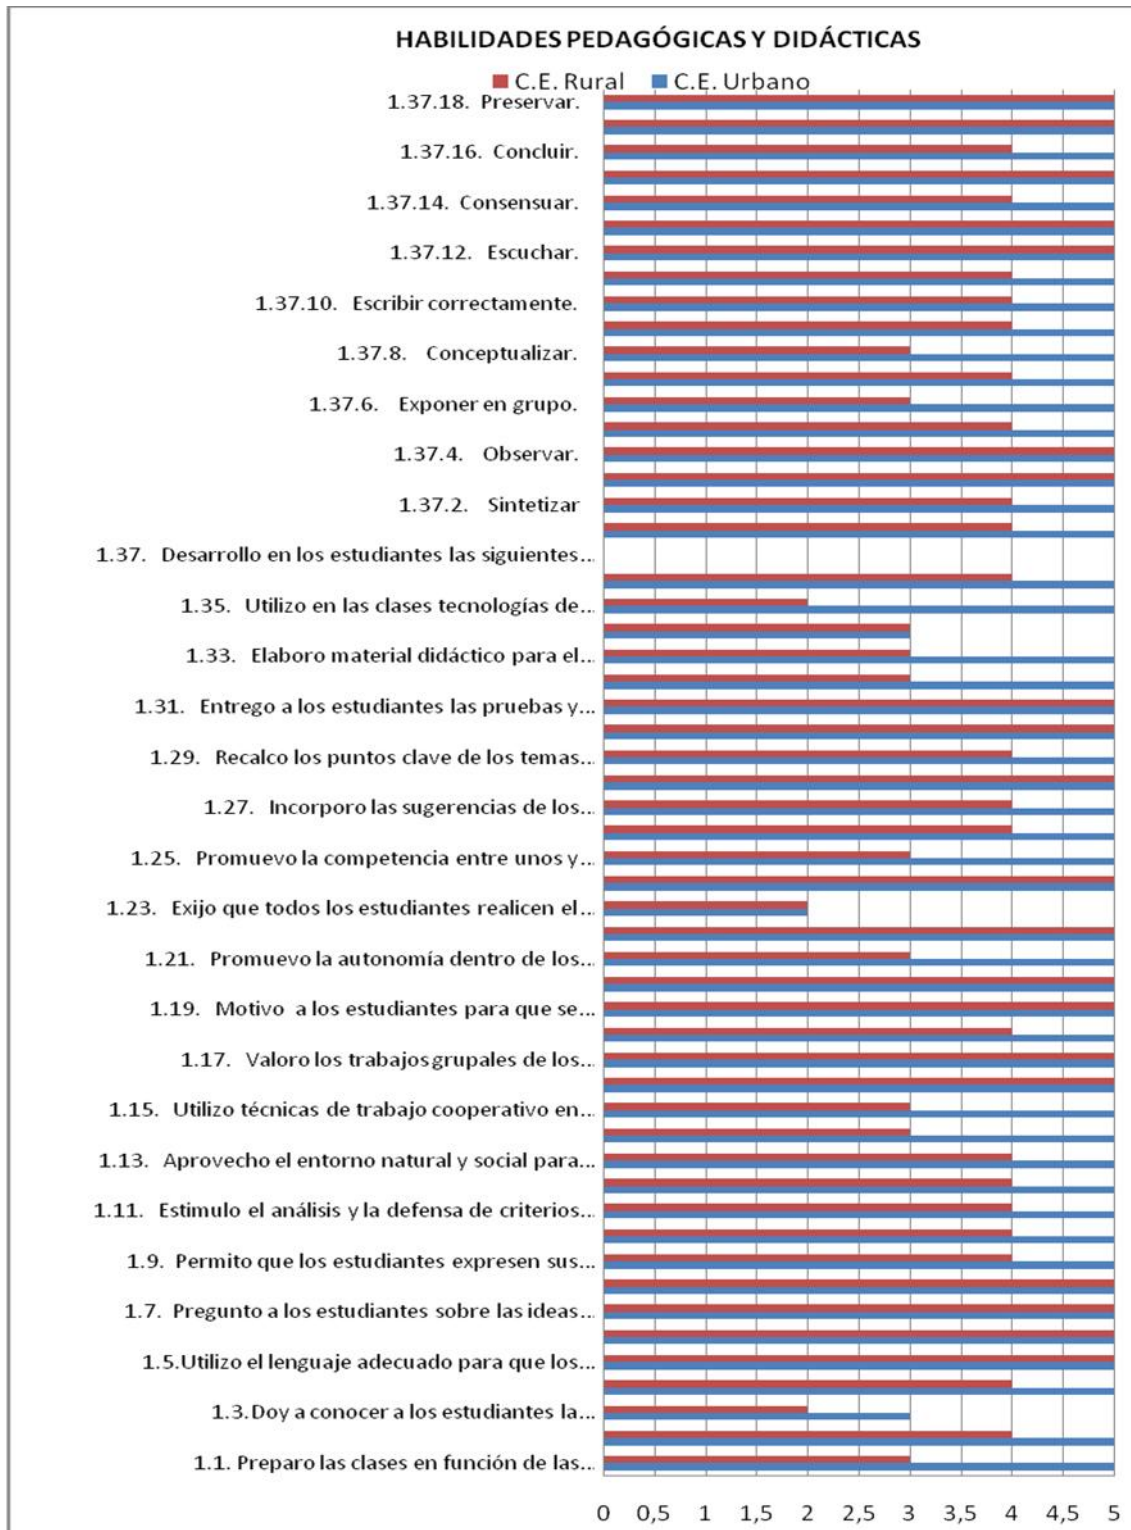 HABILIDADES PEDAGÓGICAS Y DIDÁCTICAS
C.E. Rural C.E. Urbano
1.37.18. Preservar.
1.37.16. Concluir.
1.37.14. Consensuar.
1.37.12. Escuchar.
1.37.10. Escribir correctamente.
1.37.8. Conceptualizar.
1.37.6. Exponer en grupo.
1.37.4. Observar.
1.37.2. Sintetizar
1.37. Desarrollo en los estudiantes las siguientes...
1.35. Utilizo en las clases tecnologías de...
1.33. Elaboro material didáctico para el...
1.31. Entrego a los estudiantes las pruebas y...
1.29. Recalco los puntos clave de los temas...
1.27. Incorporo las sugerencias de los...
1.25. Promuevo la competencia entre unos y...
1.23. Exijo que todos los estudiantes realicen el...
1.21. Promuevo la autonomía dentro de los...
1.19. Motivo a los estudiantes para que se...
1.17. Valoro los trabajos grupales de los...
1.15. Utilizo técnicas de trabajo cooperativo en...
1.13. Aprovecho el entorno natural y social para...
1.11. Estimulo el análisis y la defensa de criterios...
1.9. Permito que los estudiantes expresen sus...
1.7. Pregunto a los estudiantes sobre las ideas...
1.5.Utilizo el lenguaje adecuado para que los...
1.3.Doy a conocer a los estudiantes la...
1.1. Preparo las clases en función de las...
0 0,5 1 1,5 2 2,5 3 3,5 4 4,5 5